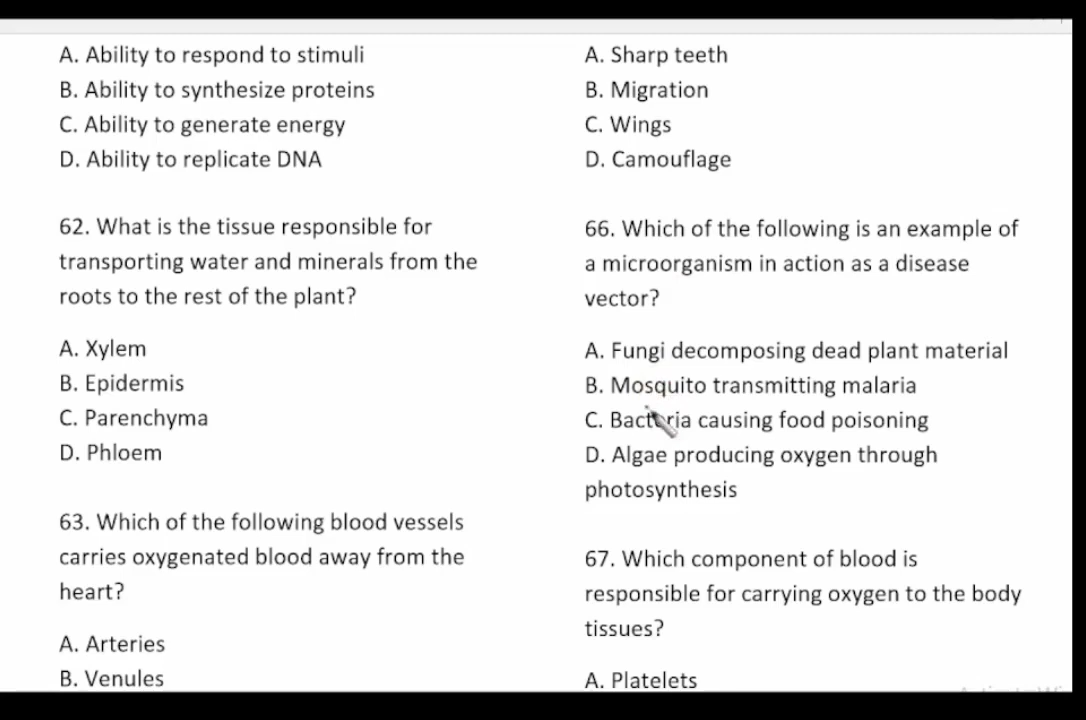 A. Ability to respond to stimuli
B. Ability to synthesize proteins
C. Ability to generate energy
D. Ability to replicate DNA
62. What is the tissue responsible for
transporting water and minerals from the
roots to the rest of the plant?
A. Xylem
B. Epidermis
C. Parenchyma
D. Phloem
63. Which of the following blood vessels
carries oxygenated blood away from the
heart?
A. Arteries
B. Venules
A. Sharp teeth
B. Migration
C. Wings
D. Camouflage
66. Which of the following is an example of
a microorganism in action as a disease
vector?
A. Fungi decomposing dead plant material
B. Mosquito transmitting malaria
C. Bacteria causing food poisoning
D. Algae producing oxygen through
photosynthesis
67. Which component of blood is
responsible for carrying oxygen to the body
tissues?
A. Platelets